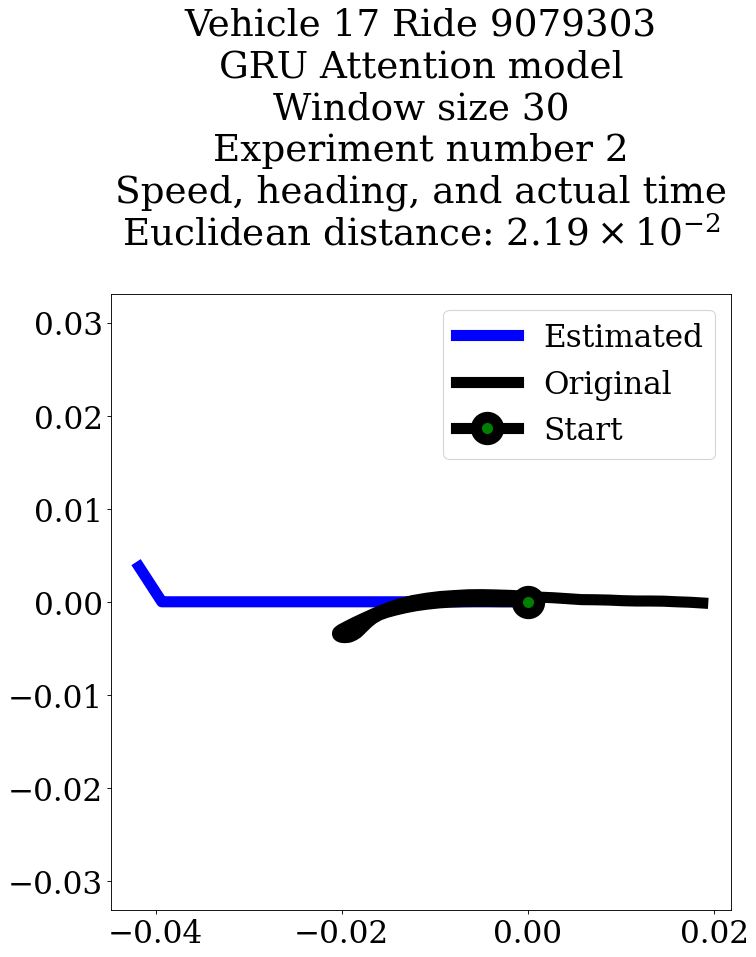 Vehicle 17 Ride 9079303
GRU Attention model
Window size 30
Experiment number 2
Speed, heading, and actual time
Euclidean distance: 2.19 × 10⁻²
Estimated
Original
Start
0.03
0.02
0.01
0.00
−0.01
−0.02
−0.03
−0.04 −0.02 0.00 0.02